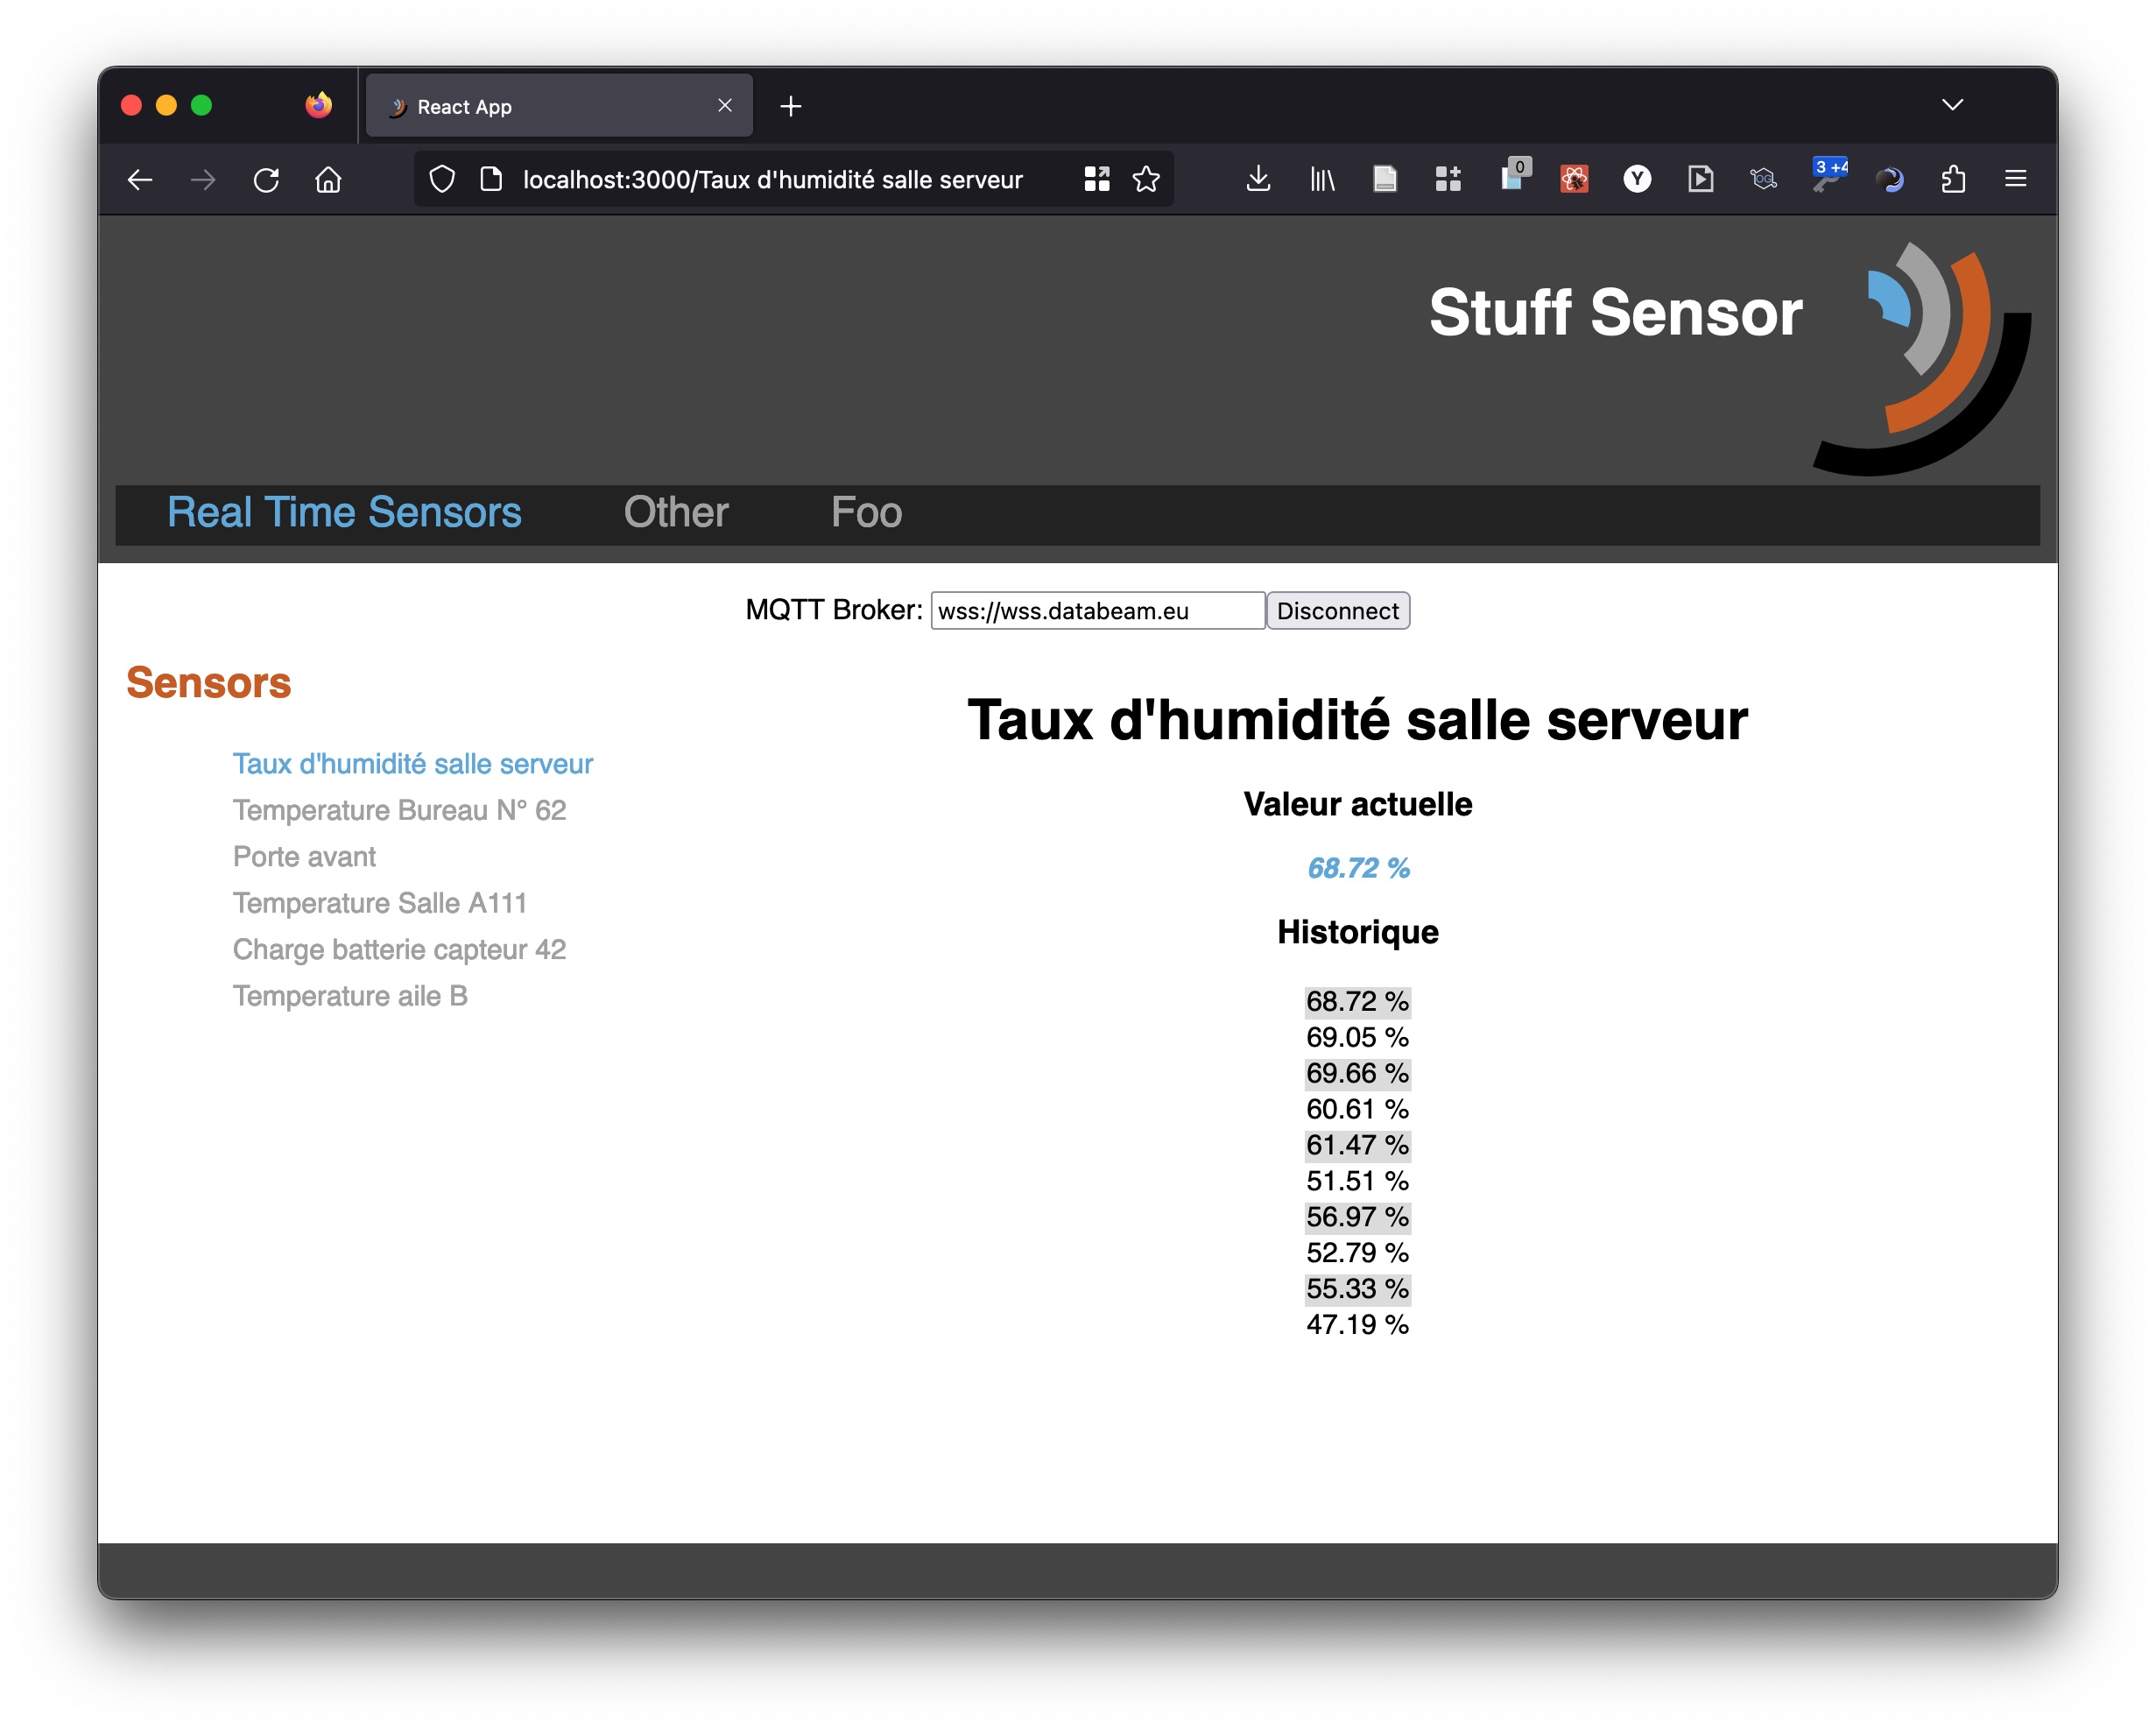 React App
localhost:3000/Taux d'humidité salle serveur
0
Y
OG
3 +4
Stuff Sensor
Real Time Sensors Other Foo
MQTT Broker: wss://wss.databeam.eu Disconnect
Sensors
Taux d'humidité salle serveur
Temperature Bureau N° 62
Porte avant
Temperature Salle A111
Charge batterie capteur 42
Temperature aile B
Taux d'humidité salle serveur
Valeur actuelle
68.72 %
Historique
68.72 %
69.05 %
69.66 %
60.61 %
61.47 %
51.51 %
56.97 %
52.79 %
55.33 %
47.19 %